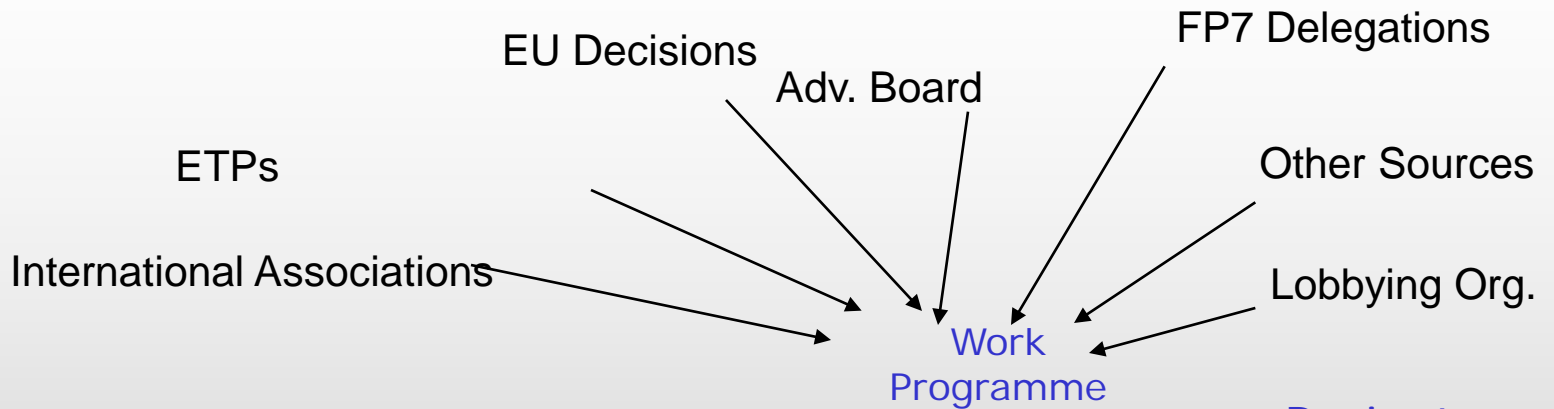 FP7 Delegations
EU Decisions
Adv. Board
ETPs
Other Sources
International Associations
Lobbying Org.
Work
Programme